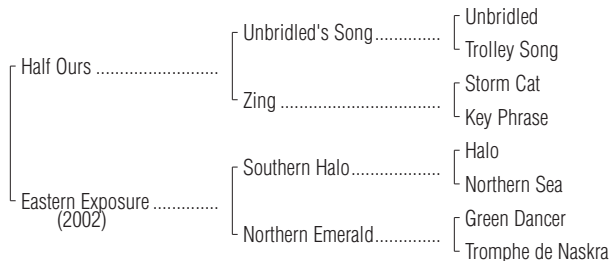 Unbridled
Unbridled's Song..............
Trolley Song
Half Ours ..........................
Storm Cat
Zing ..................................
Key Phrase
Halo
Southern Halo...................
Northern Sea
Eastern Exposure ..............
(2002)
Green Dancer
Northern Emerald..............
Tromphe de Naskra